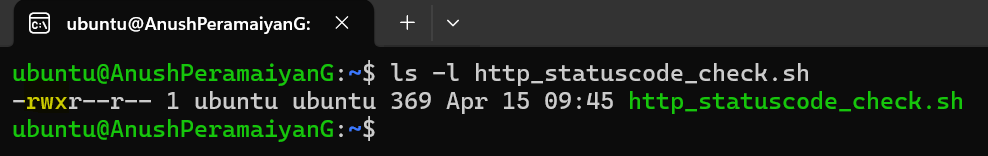 ubuntu@AnushPeramaiyanG:
ubuntu@AnushPeramaiyanG:~$ ls -l http_statuscode_check.sh
-rwxr--r-- 1 ubuntu ubuntu 369 Apr 15 09:45 http_statuscode_check.sh
ubuntu@AnushPeramaiyanG:~$